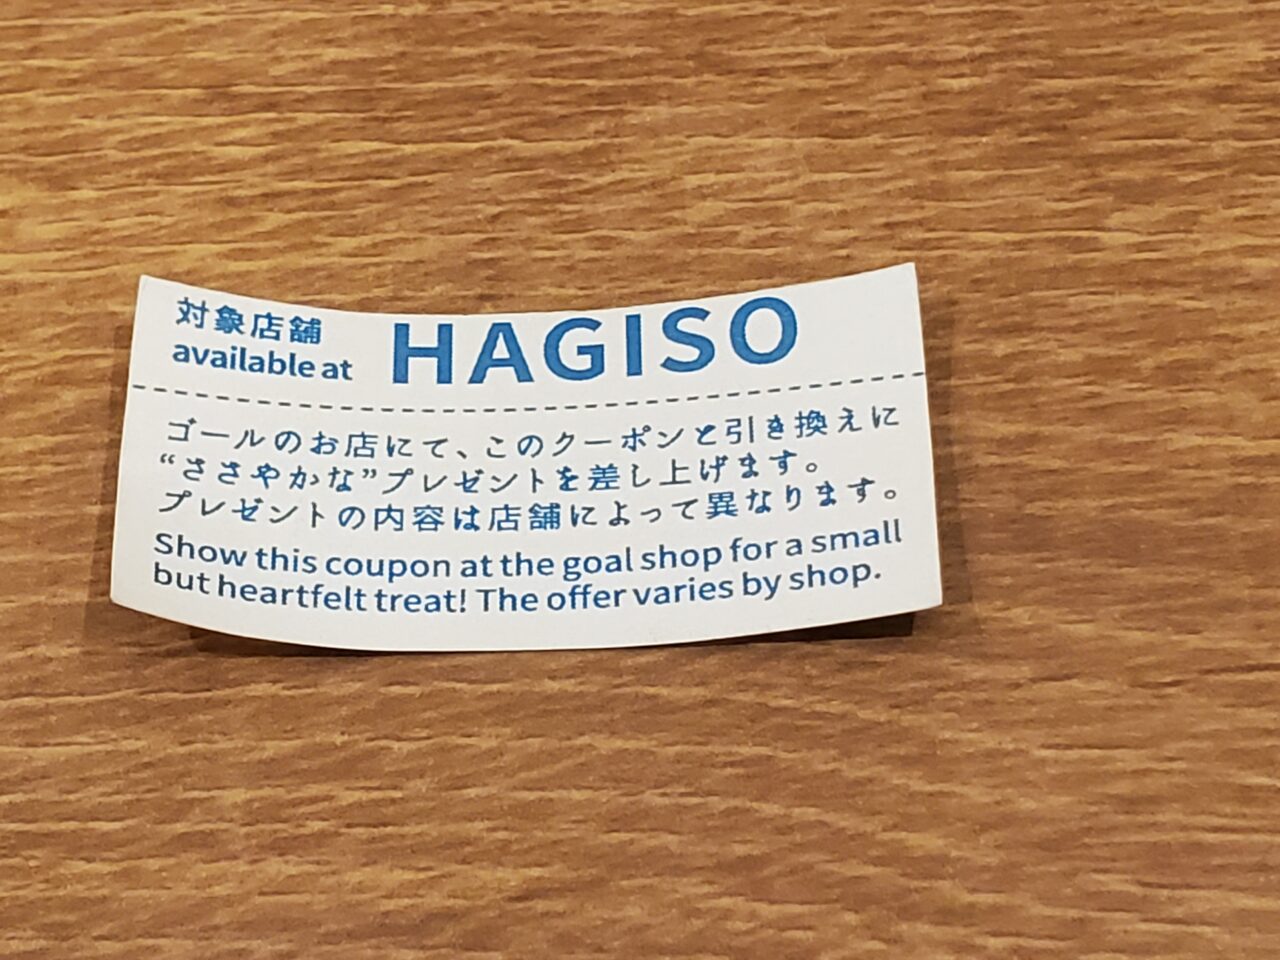 対象店舗
available at HAGISO
ゴールのお店にて、このクーポンと引き換えに
“ささやかな”プレゼントを差し上げます。
プレゼントの内容は店舗によって異なります。
Show this coupon at the goal shop for a small
but heartfelt treat! The offer varies by shop.